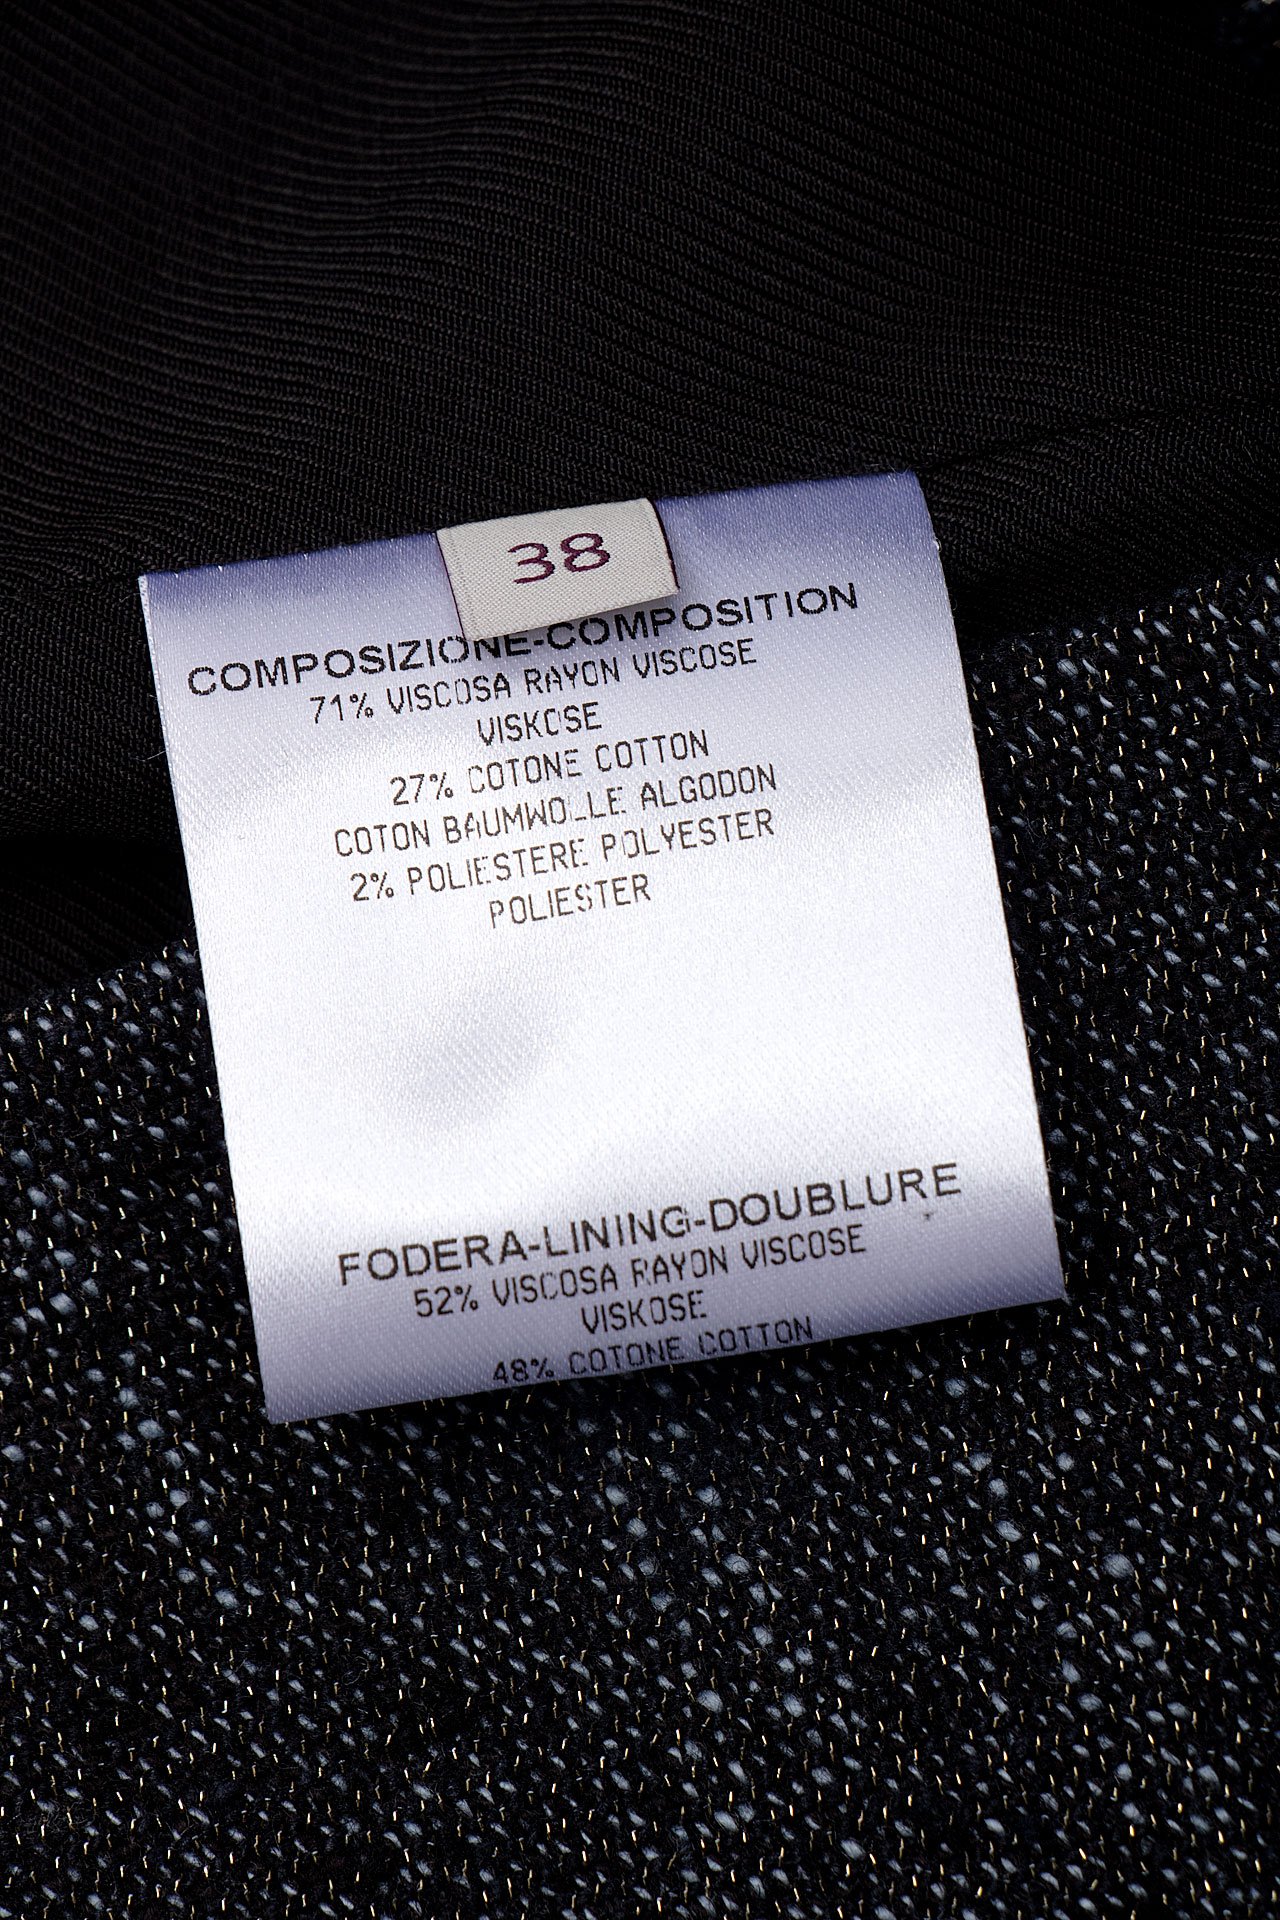 38
COMPOSIZIONE-COMPOSITION
71% VISCOSA RAYON VISCOSE
VISKOSE
27% COTONE COTTON
COTON BAUMWOLLE ALGODON
2% POLIESTERE POLYESTER
POLIESTER
FODERA-LINING-DOUBLURE
52% VISCOSA RAYON VISCOSE
VISKOSE
48% COTONE COTTON